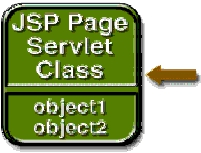 JSP Page
Servlet
Class
object1
object2